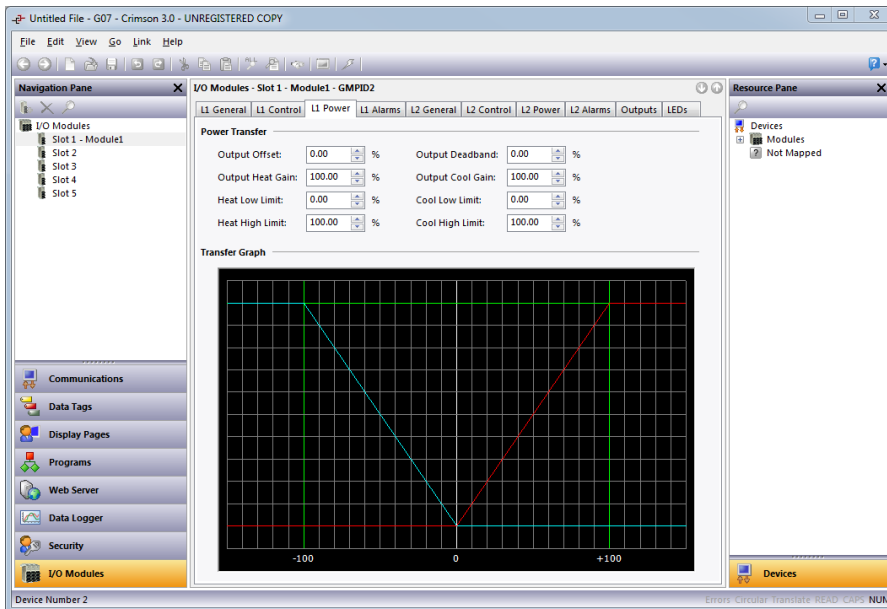 Untitled File - G07 - Crimson 3.0 - UNREGISTERED COPY
File Edit View Go Link Help
Navigation Pane
I/O Modules
Slot 1 - Module1
Slot 2
Slot 3
Slot 4
Slot 5
Communications
Data Tags
Display Pages
Programs
Web Server
Data Logger
Security
I/O Modules
I/O Modules - Slot 1 - Module1 - GMPID2
L1 General L1 Control L1 Power L1 Alarms L2 General L2 Control L2 Power L2 Alarms Outputs LEDs
Power Transfer
Output Offset: 0.00 % Output Deadband: 0.00 %
Output Heat Gain: 100.00 % Output Cool Gain: 100.00 %
Heat Low Limit: 0.00 % Cool Low Limit: 0.00 %
Heat High Limit: 100.00 % Cool High Limit: 100.00 %
Transfer Graph
-100 0 +100
Resource Pane
Devices
Modules
Not Mapped
Devices
Device Number 2
Errors Circular Translate READ CAPS NUM